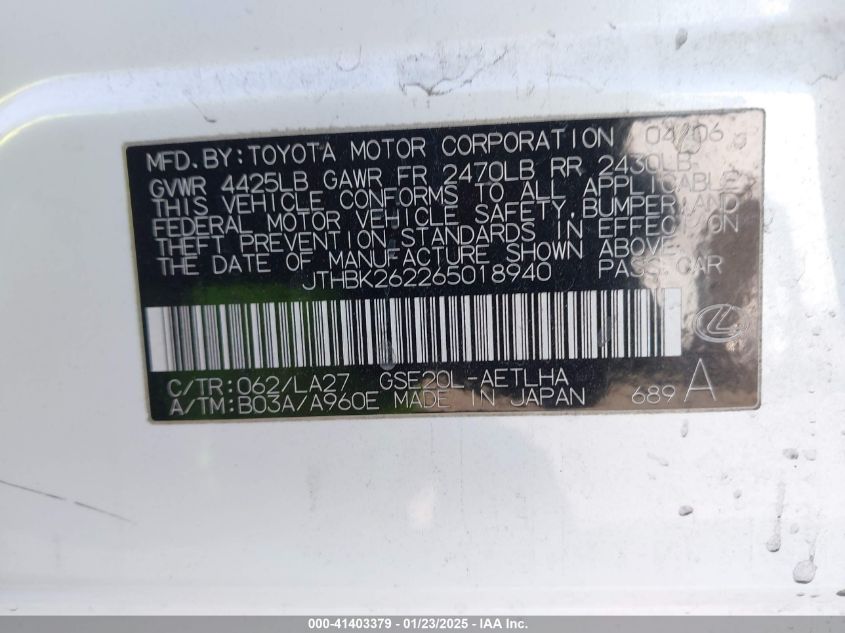 MFD. BY: TOYOTA MOTOR CORPORATION 04/06
GVWR 4425LB GAWR FR 2470LB RR 2430LB
THIS VEHICLE CONFORMS TO ALL APPLICABLE
FEDERAL MOTOR VEHICLE SAFETY, BUMPER, AND
THEFT PREVENTION STANDARDS IN EFFECT ON
THE DATE OF MANUFACTURE SHOWN ABOVE.
JTHBK262265018940 PASS. CAR
C/TR: 062/LA27 GSE20L-AETLHA
A/TM: B03A/A960E MADE IN JAPAN 689 A
000-41403379 - 01/23/2025 - IAA Inc.